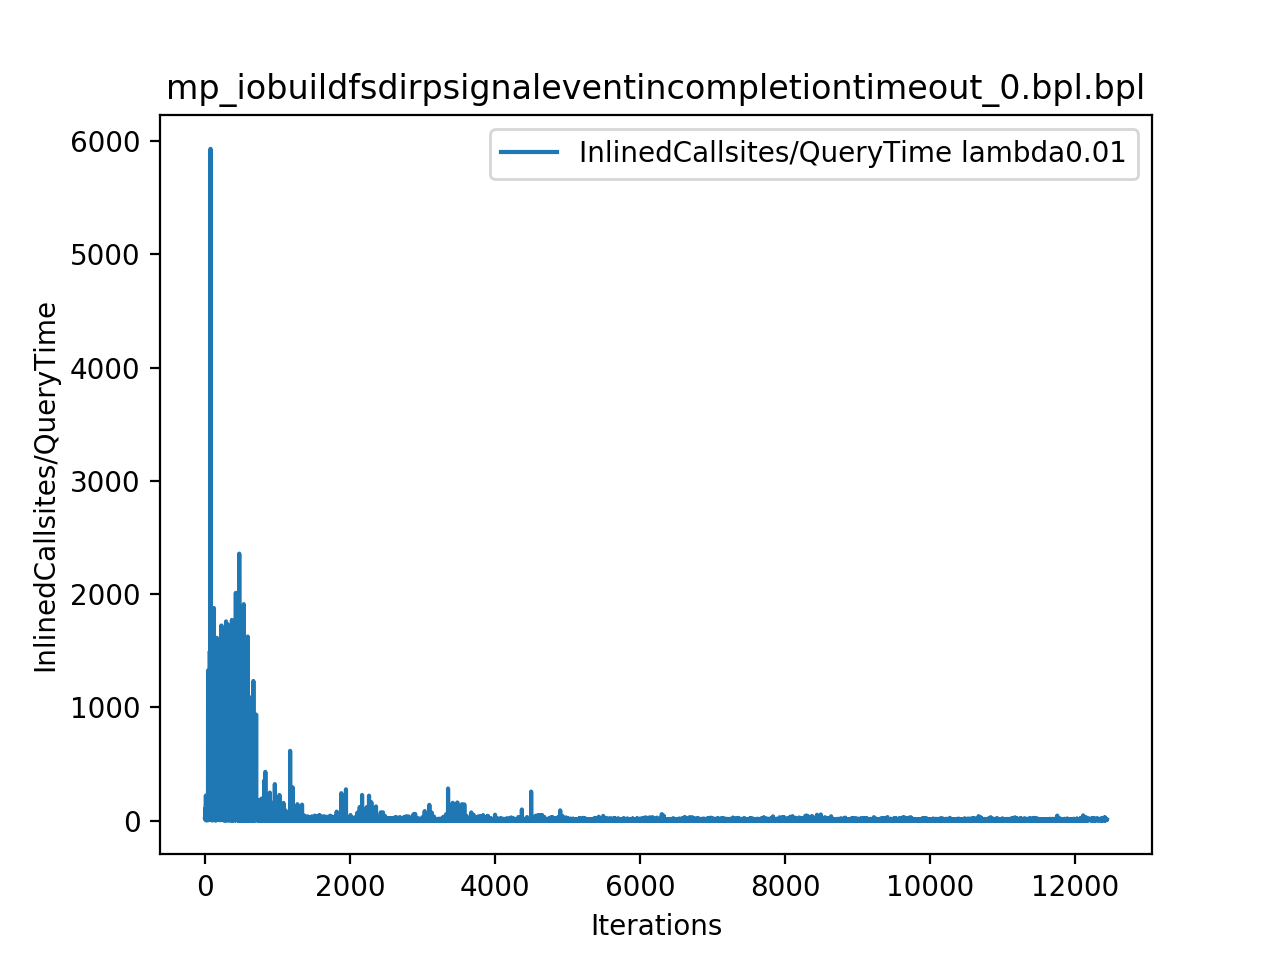 mp_iobuildfsdirpsignaleventincompletiontimeout_0.bpl.bpl
InlinedCallsites/QueryTime lambda0.01
InlinedCallsites/QueryTime
6000
5000
4000
3000
2000
1000
0
0 2000 4000 6000 8000 10000 12000
Iterations